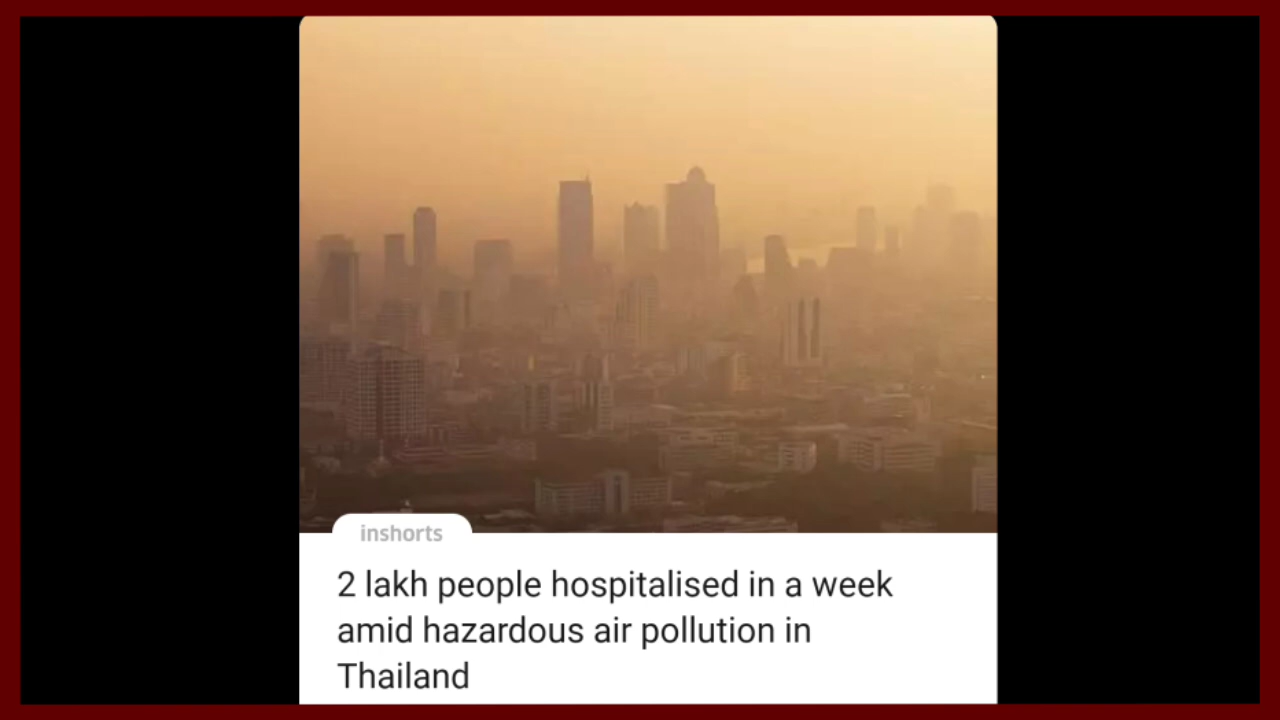 inshorts
2 lakh people hospitalised in a week
amid hazardous air pollution in
Thailand